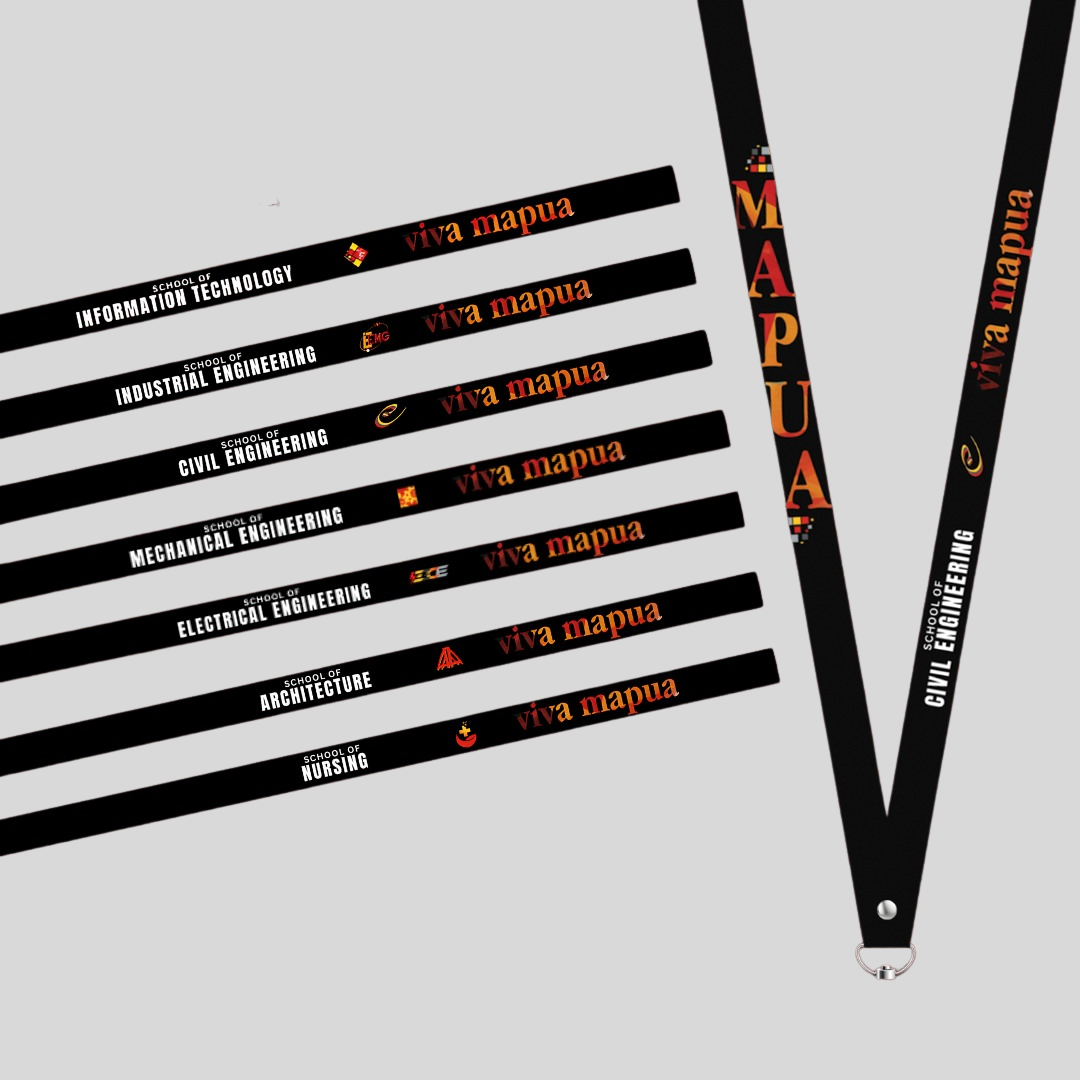 SCHOOL OF
INFORMATION TECHNOLOGY
viva mapua
SCHOOL OF
INDUSTRIAL ENGINEERING
EMG
viva mapua
SCHOOL OF
CIVIL ENGINEERING
viva mapua
SCHOOL OF
MECHANICAL ENGINEERING
viva mapua
SCHOOL OF
ELECTRICAL ENGINEERING
viva mapua
SCHOOL OF
ARCHITECTURE
viva mapua
SCHOOL OF
NURSING
viva mapua
MAPUA
SCHOOL OF
CIVIL ENGINEERING
viva mapua